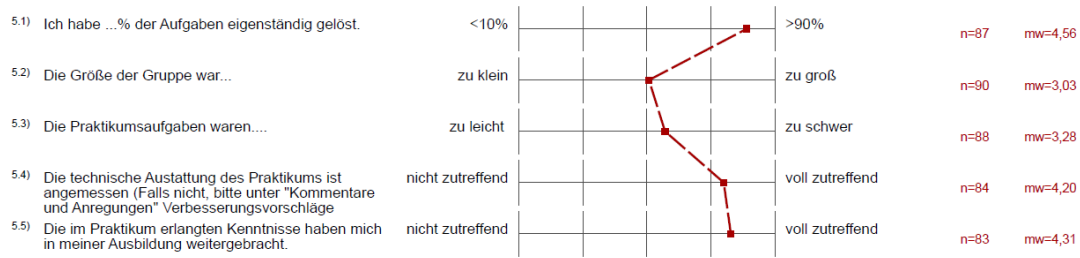 5.1) Ich habe ...% der Aufgaben eigenständig gelöst. <10% >90% n=87 mw=4,56
5.2) Die Größe der Gruppe war... zu klein zu groß n=90 mw=3,03
5.3) Die Praktikumsaufgaben waren.... zu leicht zu schwer n=88 mw=3,28
5.4) Die technische Austattung des Praktikums ist nicht zutreffend voll zutreffend n=84 mw=4,20
angemessen (Falls nicht, bitte unter "Kommentare
und Anregungen" Verbesserungsvorschläge
5.5) Die im Praktikum erlangten Kenntnisse haben mich nicht zutreffend voll zutreffend n=83 mw=4,31
in meiner Ausbildung weitergebracht.